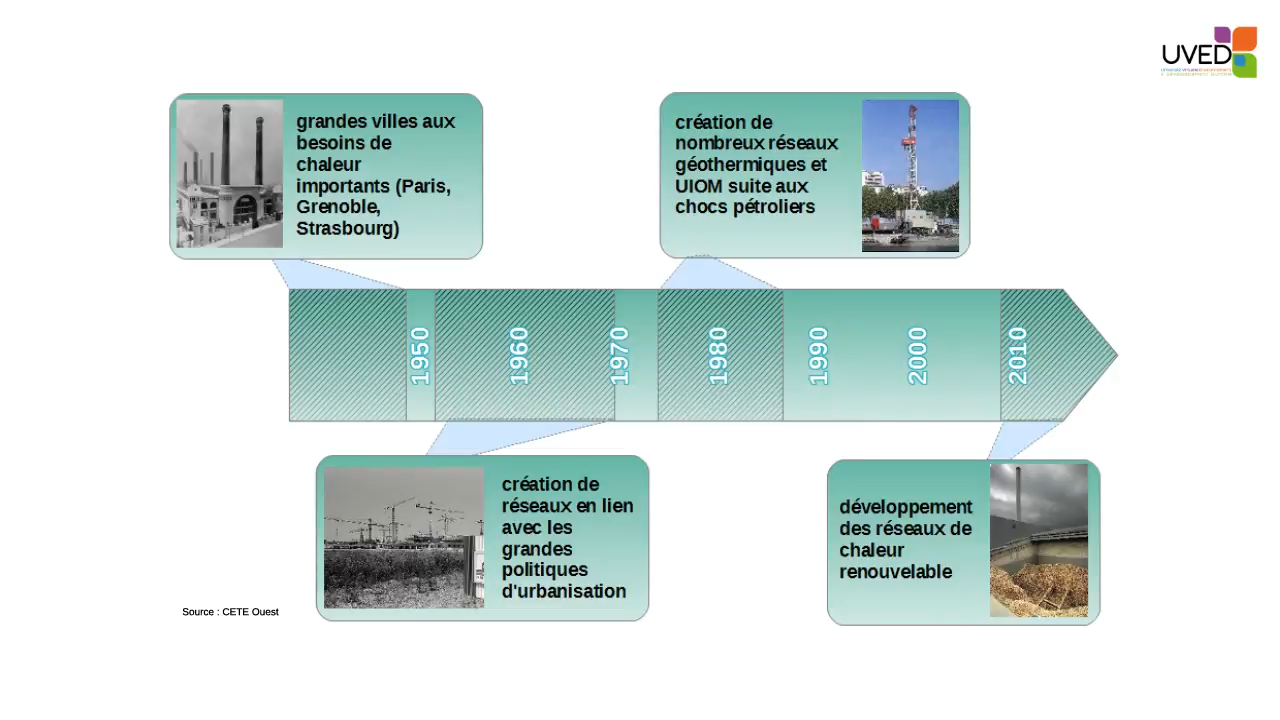 UVED
grandes villes aux
besoins de
chaleur
importants (Paris,
Grenoble,
Strasbourg)
création de
nombreux réseaux
géothermiques et
UIOM suite aux
chocs pétroliers
1950
1960
1970
1980
1990
2000
2010
création de
réseaux en lien
avec les
grandes
politiques
d'urbanisation
développement
des réseaux de
chaleur
renouvelable
Source : CETE Ouest